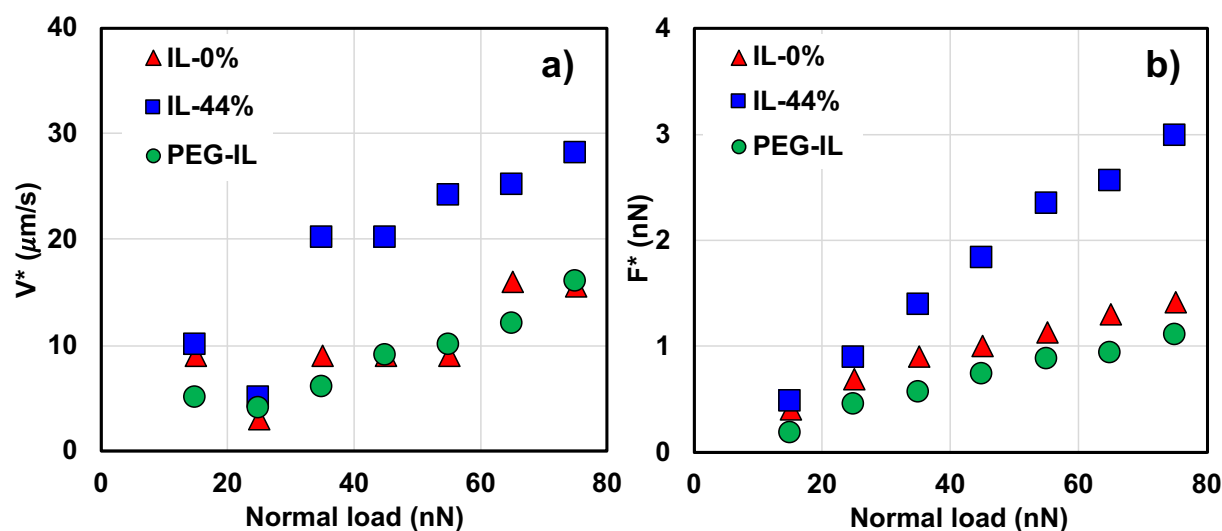 40
30
20
10
0
V* (μm/s)
IL-0%
IL-44%
PEG-IL
a)
0
20
40
60
80
Normal load (nN)
4
3
2
1
0
F* (nN)
IL-0%
IL-44%
PEG-IL
b)
0
20
40
60
80
Normal load (nN)